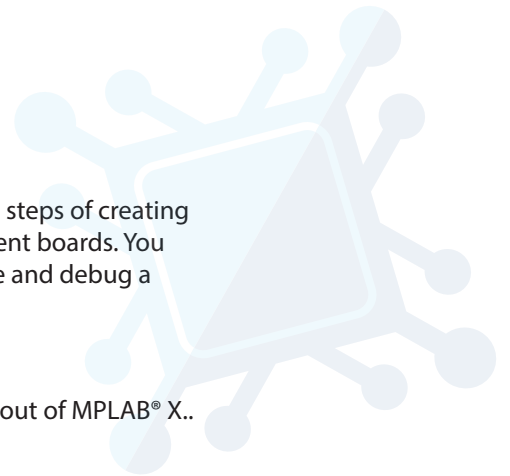 steps of creating
ent boards. You
e and debug a
out of MPLAB® X..